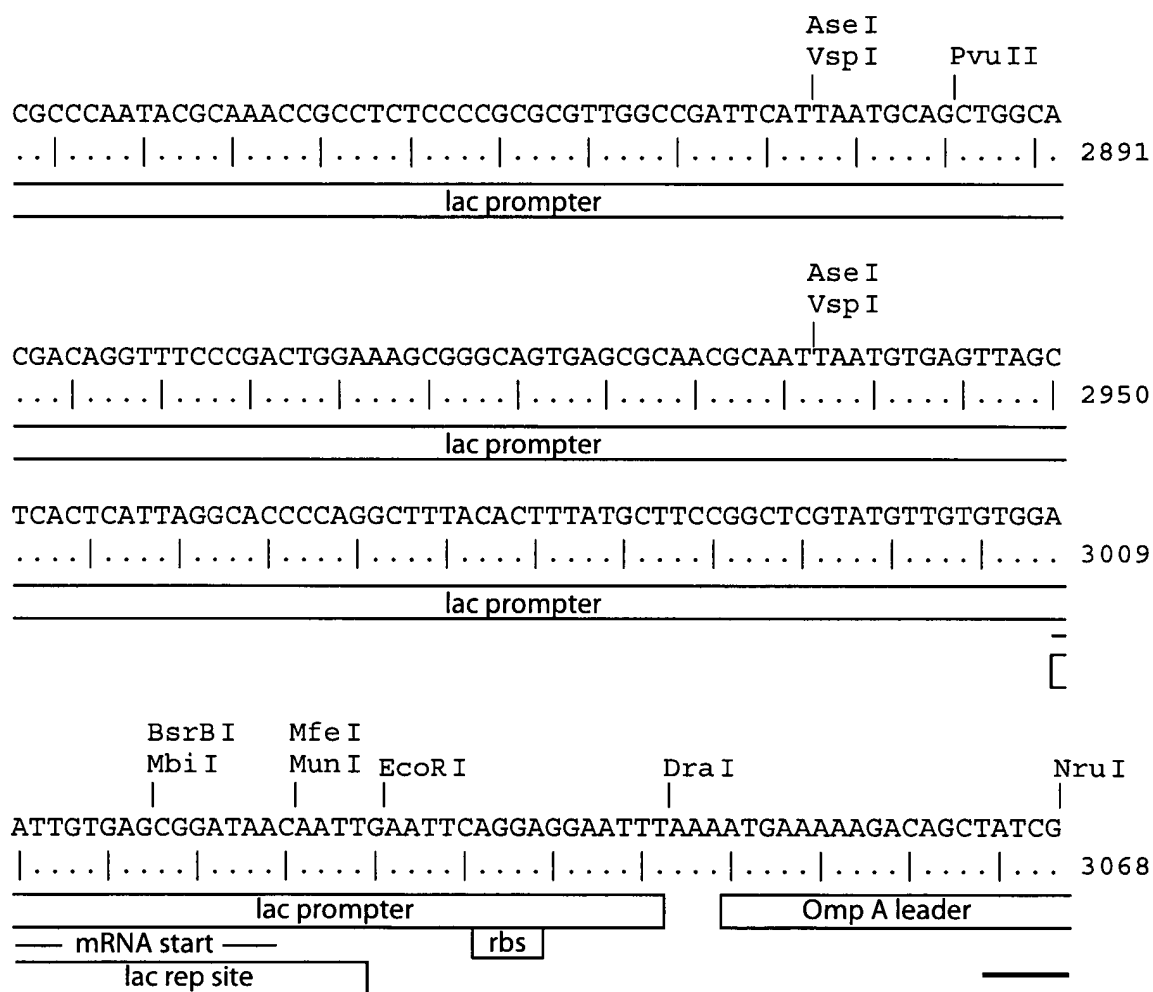 Ase I
Vsp I Pvu II
CGCCCAATACGCAAACCGCCTCTCCCCGCGCGTTGGCCGATTCATTAATGCAGCTGGCA
2891
lac prompter
Ase I
Vsp I
CGACAGGTTTCCCGACTGGAAAGCGGGCAGTGAGCGCAACGCAATTAATGTGAGTTAGC
2950
lac prompter
TCACTCATTAGGCACCCCAGGCTTTACACTTTATGCTTCCGGCTCGTATGTTGTGTGGA
3009
lac prompter
BsrB I Mfe I
Mbi I Mun I EcoR I Dra I Nru I
ATTGTGAGCGGATAACAATTGAATTCAGGAGGAATTTAAAATGAAAAAGACAGCTATCG
3068
lac prompter Omp A leader
mRNA start rbs
lac rep site